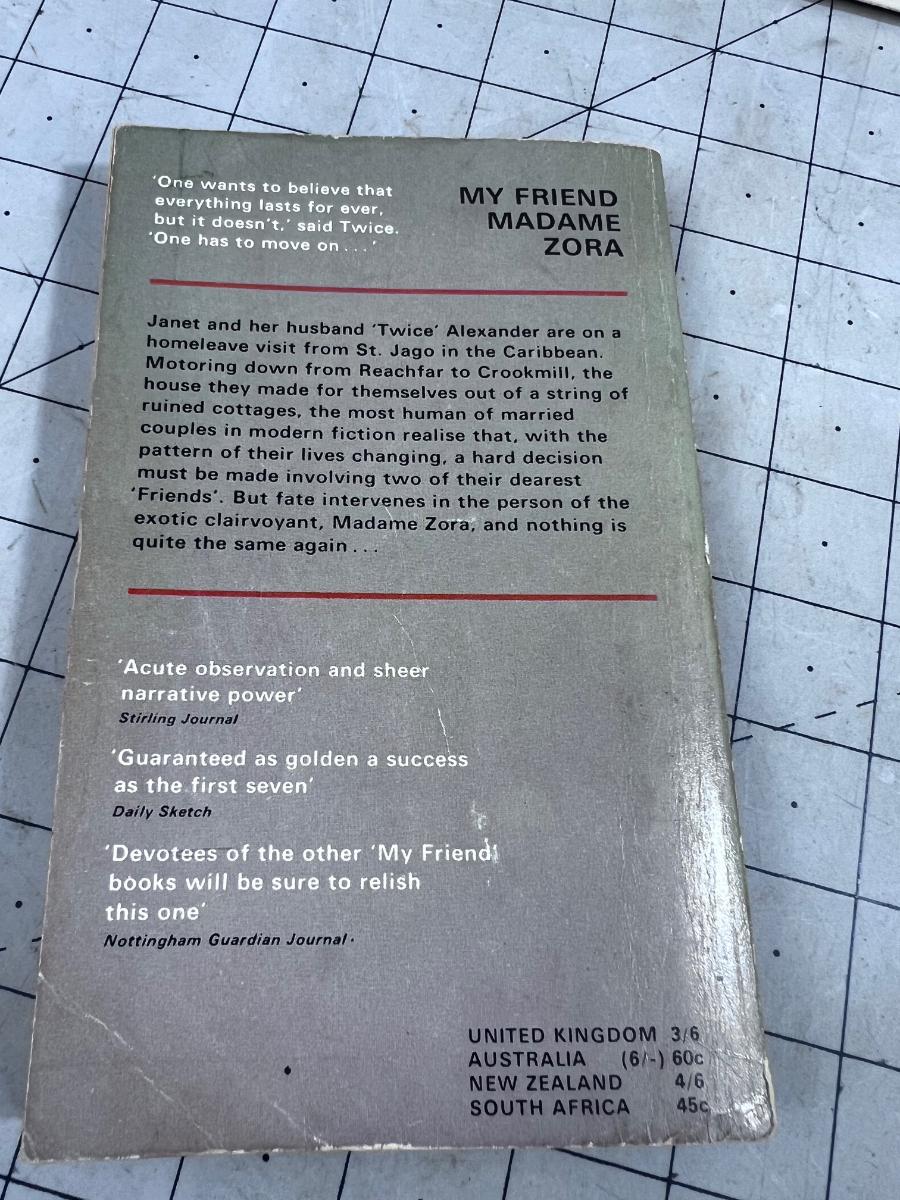 'One wants to believe that
everything lasts for ever,
but it doesn't,' said Twice.
'One has to move on . . .'
MY FRIEND
MADAME
ZORA
Janet and her husband 'Twice' Alexander are on a
homeleave visit from St. Jago in the Caribbean.
Motoring down from Reachfar to Crookmill, the
house they made for themselves out of a string of
ruined cottages, the most human of married
couples in modern fiction realise that, with the
pattern of their lives changing, a hard decision
must be made involving two of their dearest
'Friends'. But fate intervenes in the person of the
exotic clairvoyant, Madame Zora, and nothing is
quite the same again . . .
'Acute observation and sheer
narrative power'
Stirling Journal
'Guaranteed as golden a success
as the first seven'
Daily Sketch
'Devotees of the other 'My Friend'
books will be sure to relish
this one'
Nottingham Guardian Journal.
UNITED KINGDOM 3/6
AUSTRALIA (6/-) 60c
NEW ZEALAND 4/6
SOUTH AFRICA 45c